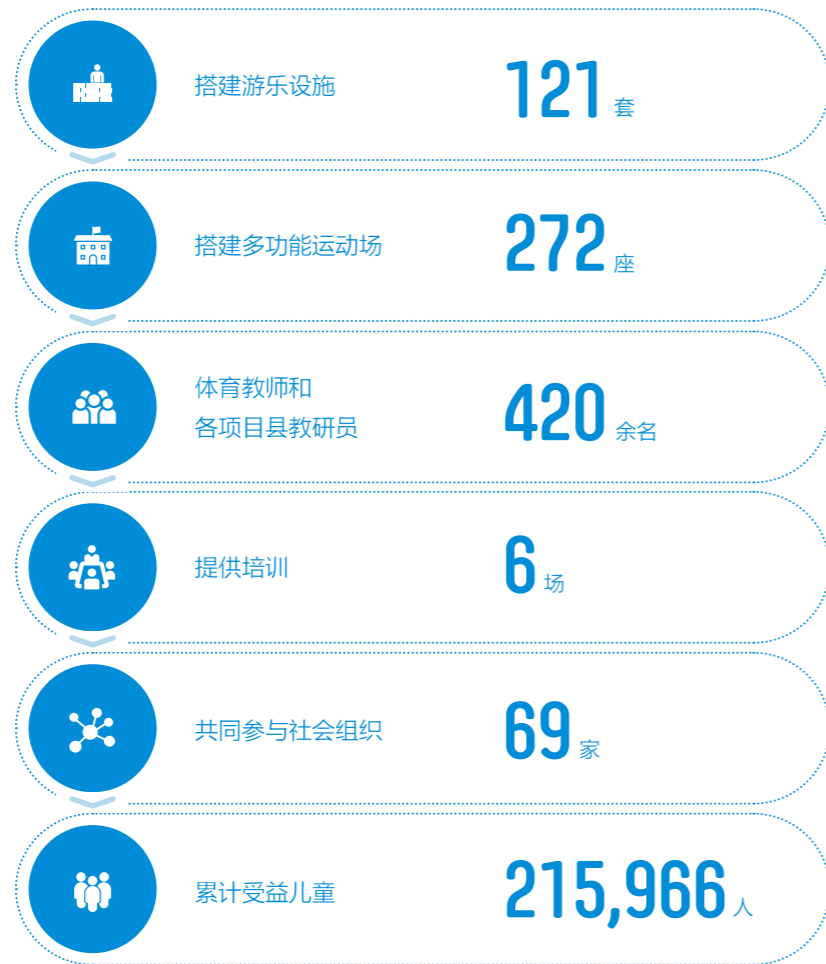 搭建游乐设施 121 套
搭建多功能运动场 272 座
体育教师和
各项目县教研员 420 余名
提供培训 6 场
共同参与社会组织 69 家
累计受益儿童 215,966 人